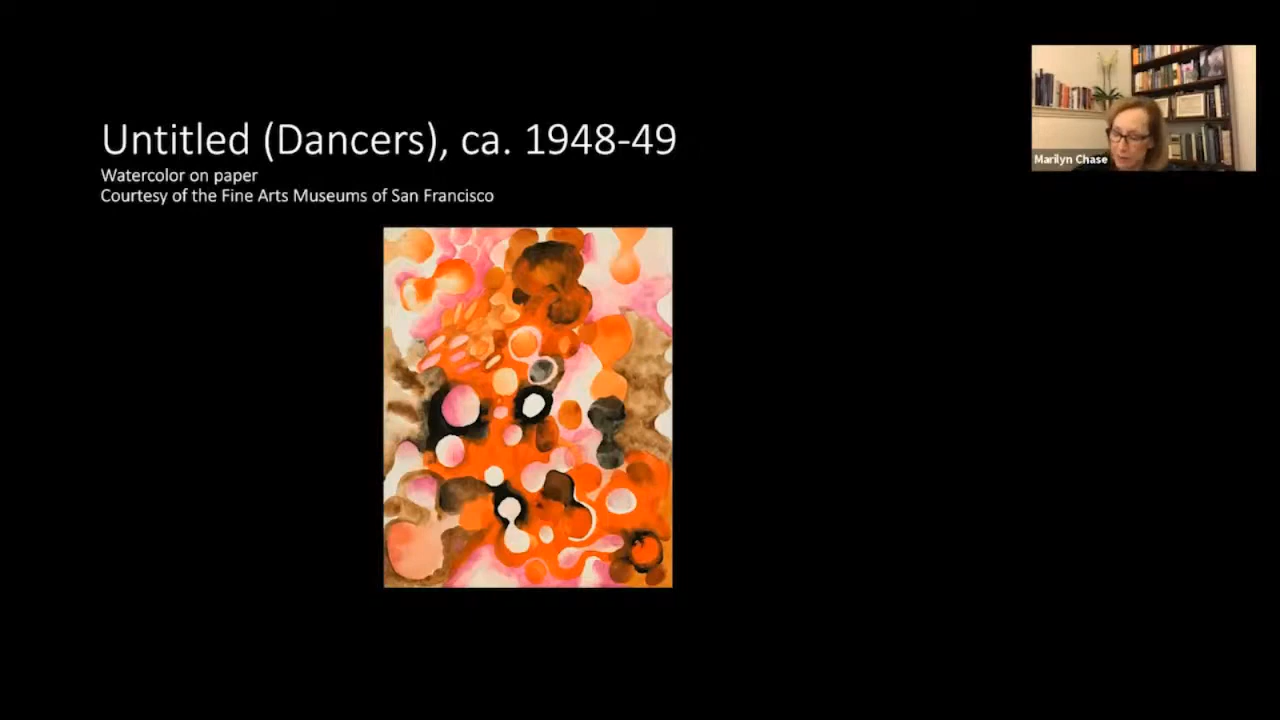 Untitled (Dancers), ca. 1948-49
Watercolor on paper
Courtesy of the Fine Arts Museums of San Francisco
Marilyn Chase